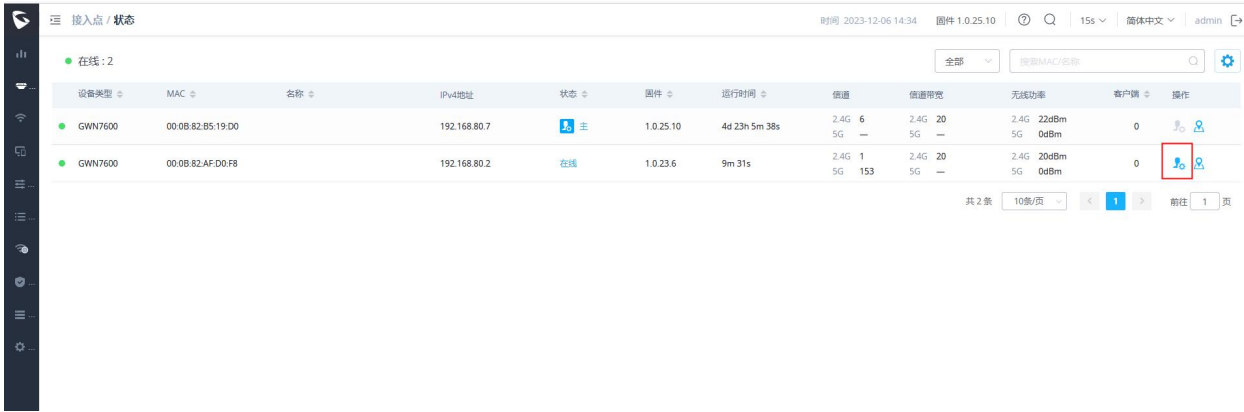 接入点 / 状态 时间 2023-12-06 14:34 固件 1.0.25.10 15s 简体中文 admin
在线 : 2 全部 搜索MAC/名称
设备类型 MAC 名称 IPv4地址 状态 固件 运行时间 信道 信道带宽 无线功率 客户端 操作
GWN7600 00:0B:82:B5:19:D0 192.168.80.7 主 1.0.25.10 4d 23h 5m 38s 2.4G 6 2.4G 20 2.4G 22dBm 0
5G — 5G — 5G 0dBm
GWN7600 00:0B:82:AF:D0:F8 192.168.80.2 在线 1.0.23.6 9m 31s 2.4G 1 2.4G 20 2.4G 20dBm 0
5G 153 5G — 5G 0dBm
共 2 条 10条/页 < 1 > 前往 1 页